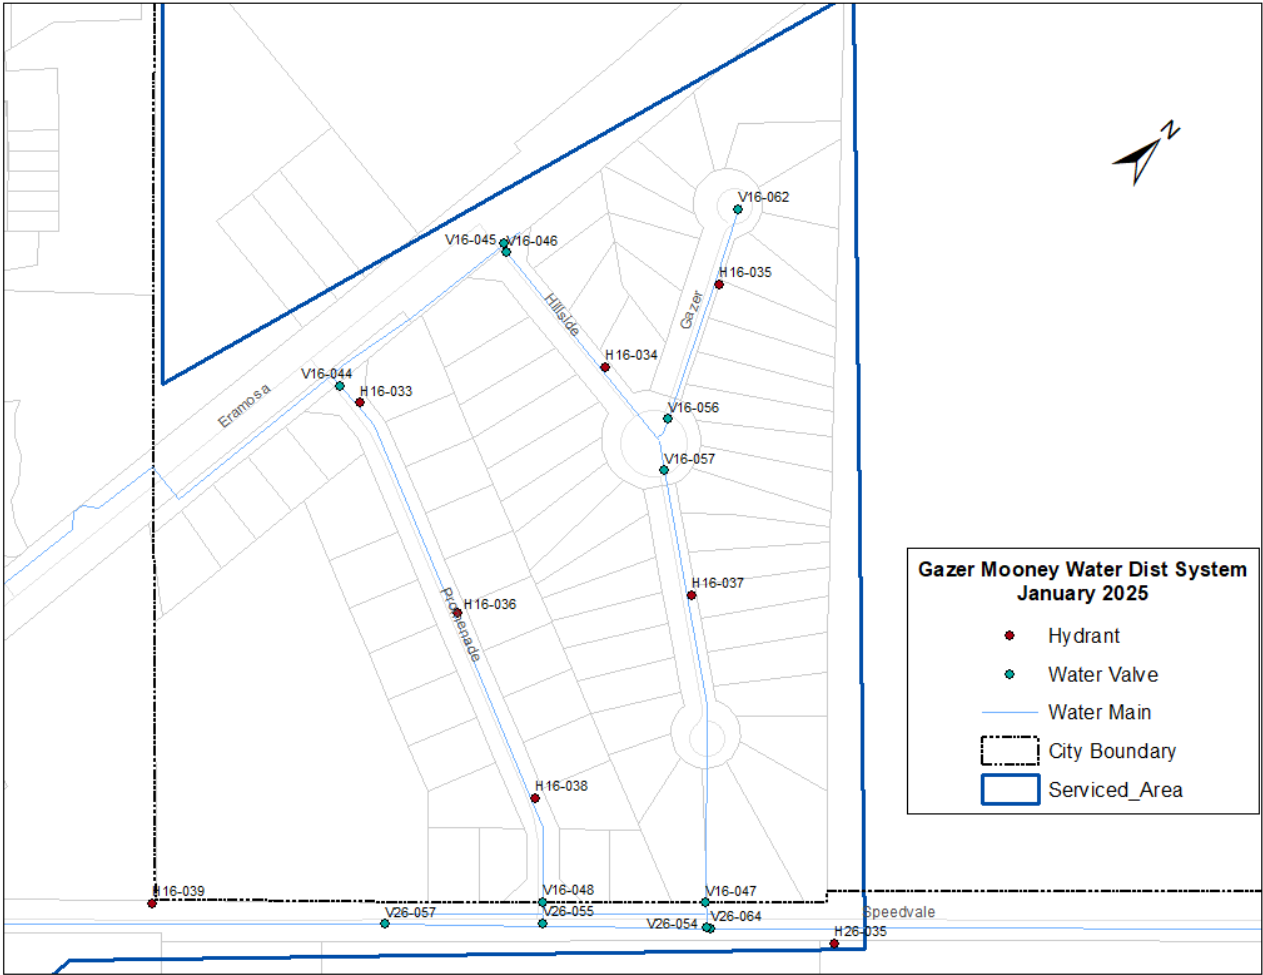 N
V16-062
V16-045
V16-046
H16-035
Hillside
Gazer
H16-034
V16-044
H16-033
Eramosa
V16-056
V16-057
H16-037
H16-036
Promenade
H16-038
Gazer Mooney Water Dist System
January 2025
Hydrant
Water Valve
Water Main
City Boundary
Serviced_Area
H16-039
V16-048
V16-047
V26-057
V26-055
V26-054
V26-064
Speedvale
H26-035